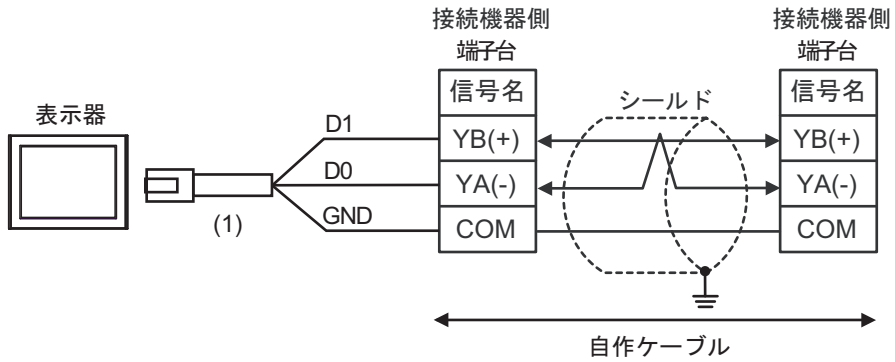 表示器
(1)
D1
D0
GND
接続機器側
端子台
信号名
YB(+)
YA(-)
COM
シールド
接続機器側
端子台
信号名
YB(+)
YA(-)
COM
自作ケーブル